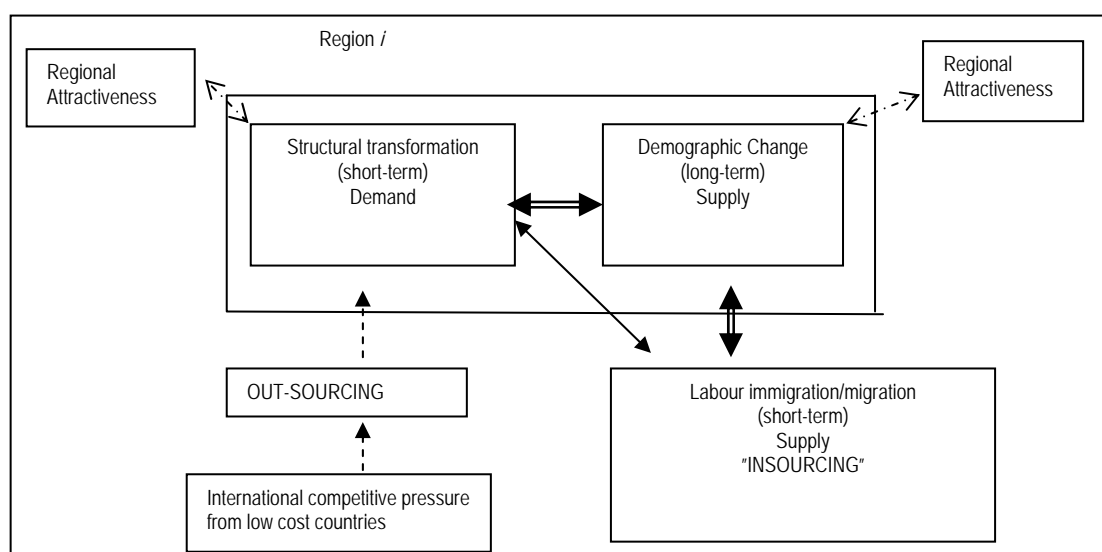 Region i
Regional
Attractiveness
Regional
Attractiveness
Structural transformation
(short-term)
Demand
Demographic Change
(long-term)
Supply
OUT-SOURCING
Labour immigration/migration
(short-term)
Supply
"INSOURCING"
International competitive pressure
from low cost countries